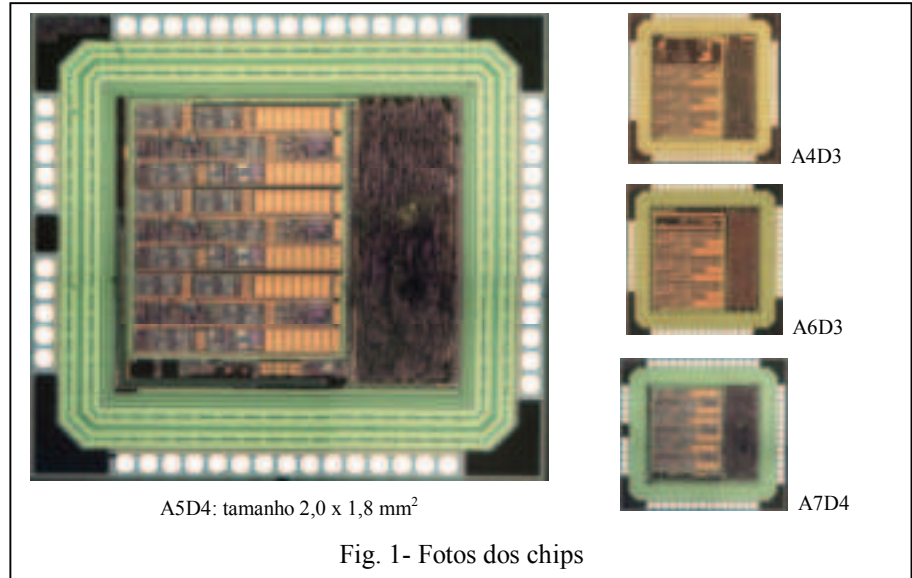 A4D3
A6D3
A7D4
A5D4: tamanho 2,0 x 1,8 mm²
Fig. 1- Fotos dos chips